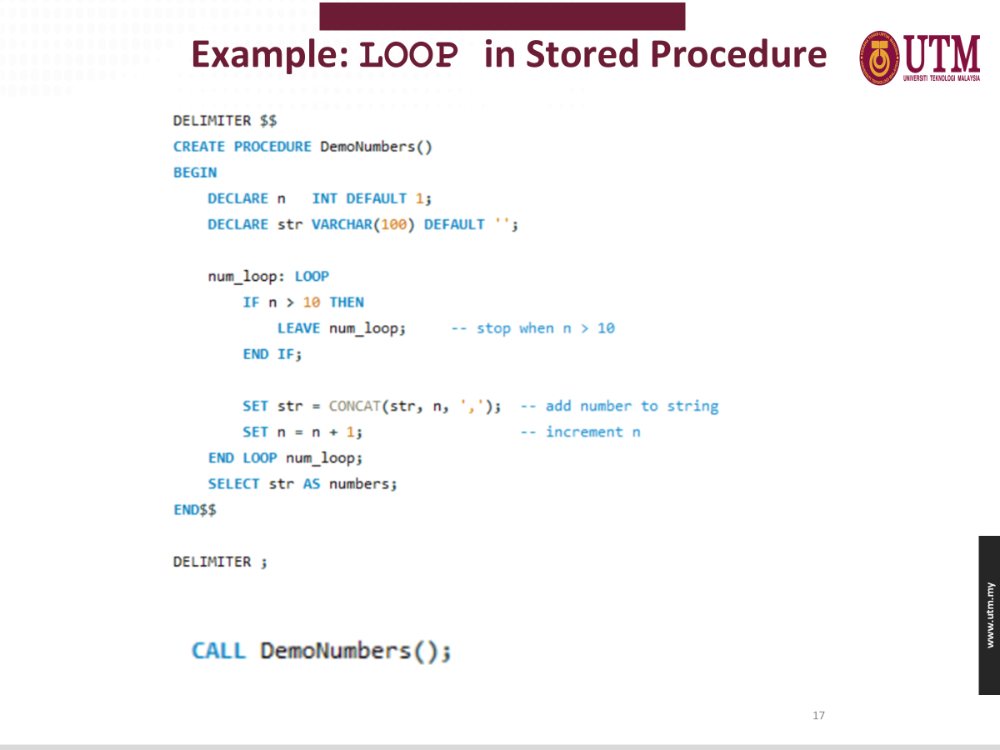 Example: LOOP in Stored Procedure
UTM
UNIVERSITI TEKNOLOGI MALAYSIA
DELIMITER $$
CREATE PROCEDURE DemoNumbers()
BEGIN
    DECLARE n   INT DEFAULT 1;
    DECLARE str VARCHAR(100) DEFAULT '';
    num_loop: LOOP
        IF n > 10 THEN
            LEAVE num_loop;     -- stop when n > 10
        END IF;
        SET str = CONCAT(str, n, ',');  -- add number to string
        SET n = n + 1;                  -- increment n
    END LOOP num_loop;
    SELECT str AS numbers;
END$$
DELIMITER ;
CALL DemoNumbers();
www.utm.my
17